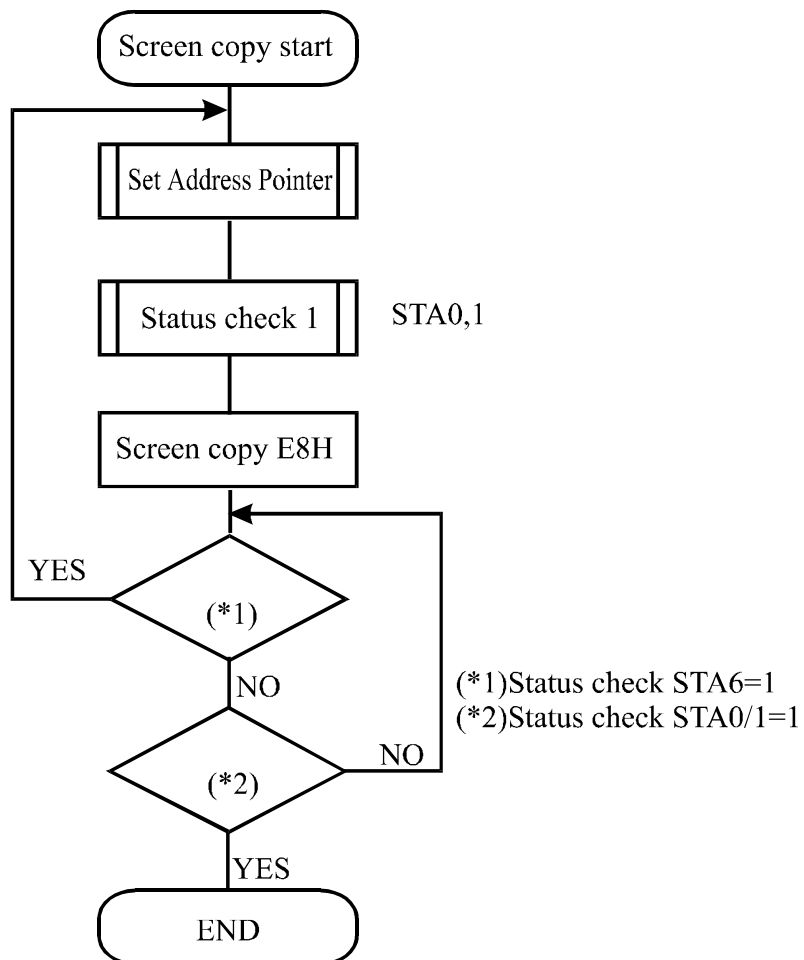 Screen copy start
Set Address Pointer
Status check 1
STA0,1
Screen copy E8H
YES
(*1)
NO
(*1)Status check STA6=1
(*2)Status check STA0/1=1
NO
(*2)
YES
END